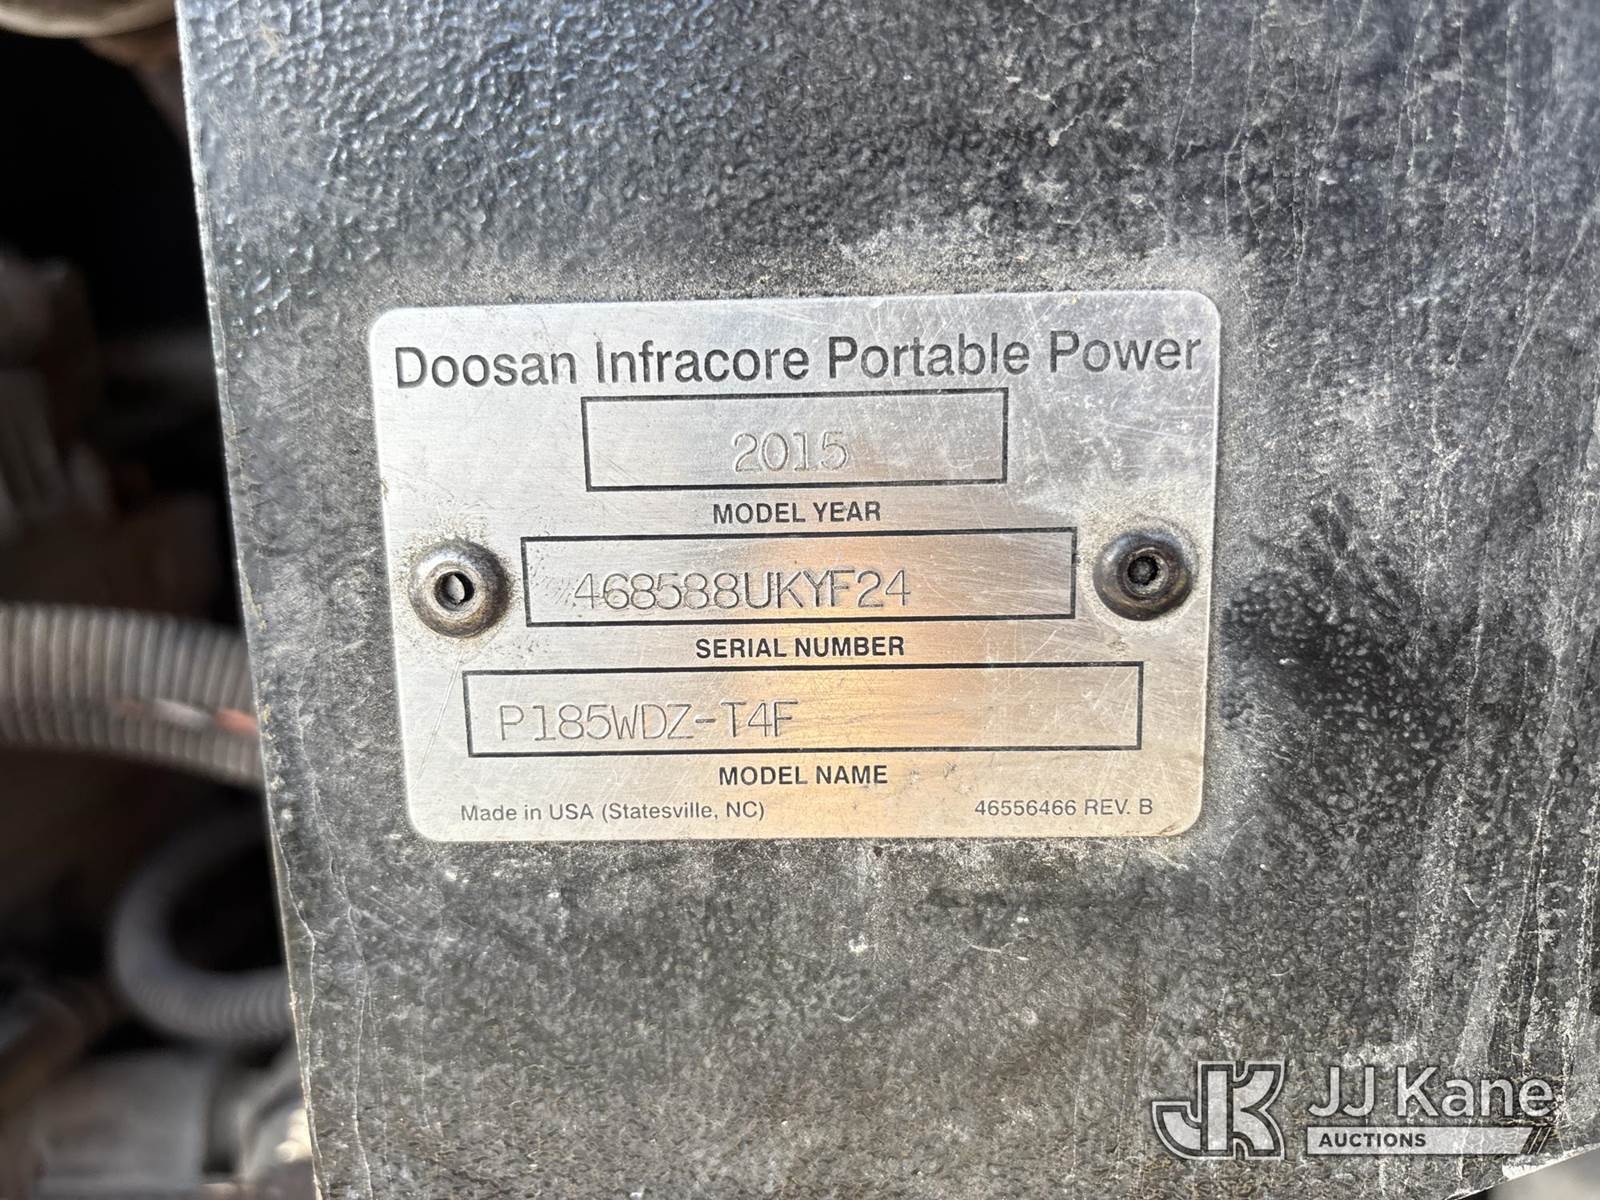 Doosan Infracore Portable Power
2015
MODEL YEAR
468588UKYF24
SERIAL NUMBER
P185WDZ-T4F
MODEL NAME
Made in USA (Statesville, NC) 46556466 REV. B
JK JJ Kane
AUCTIONS